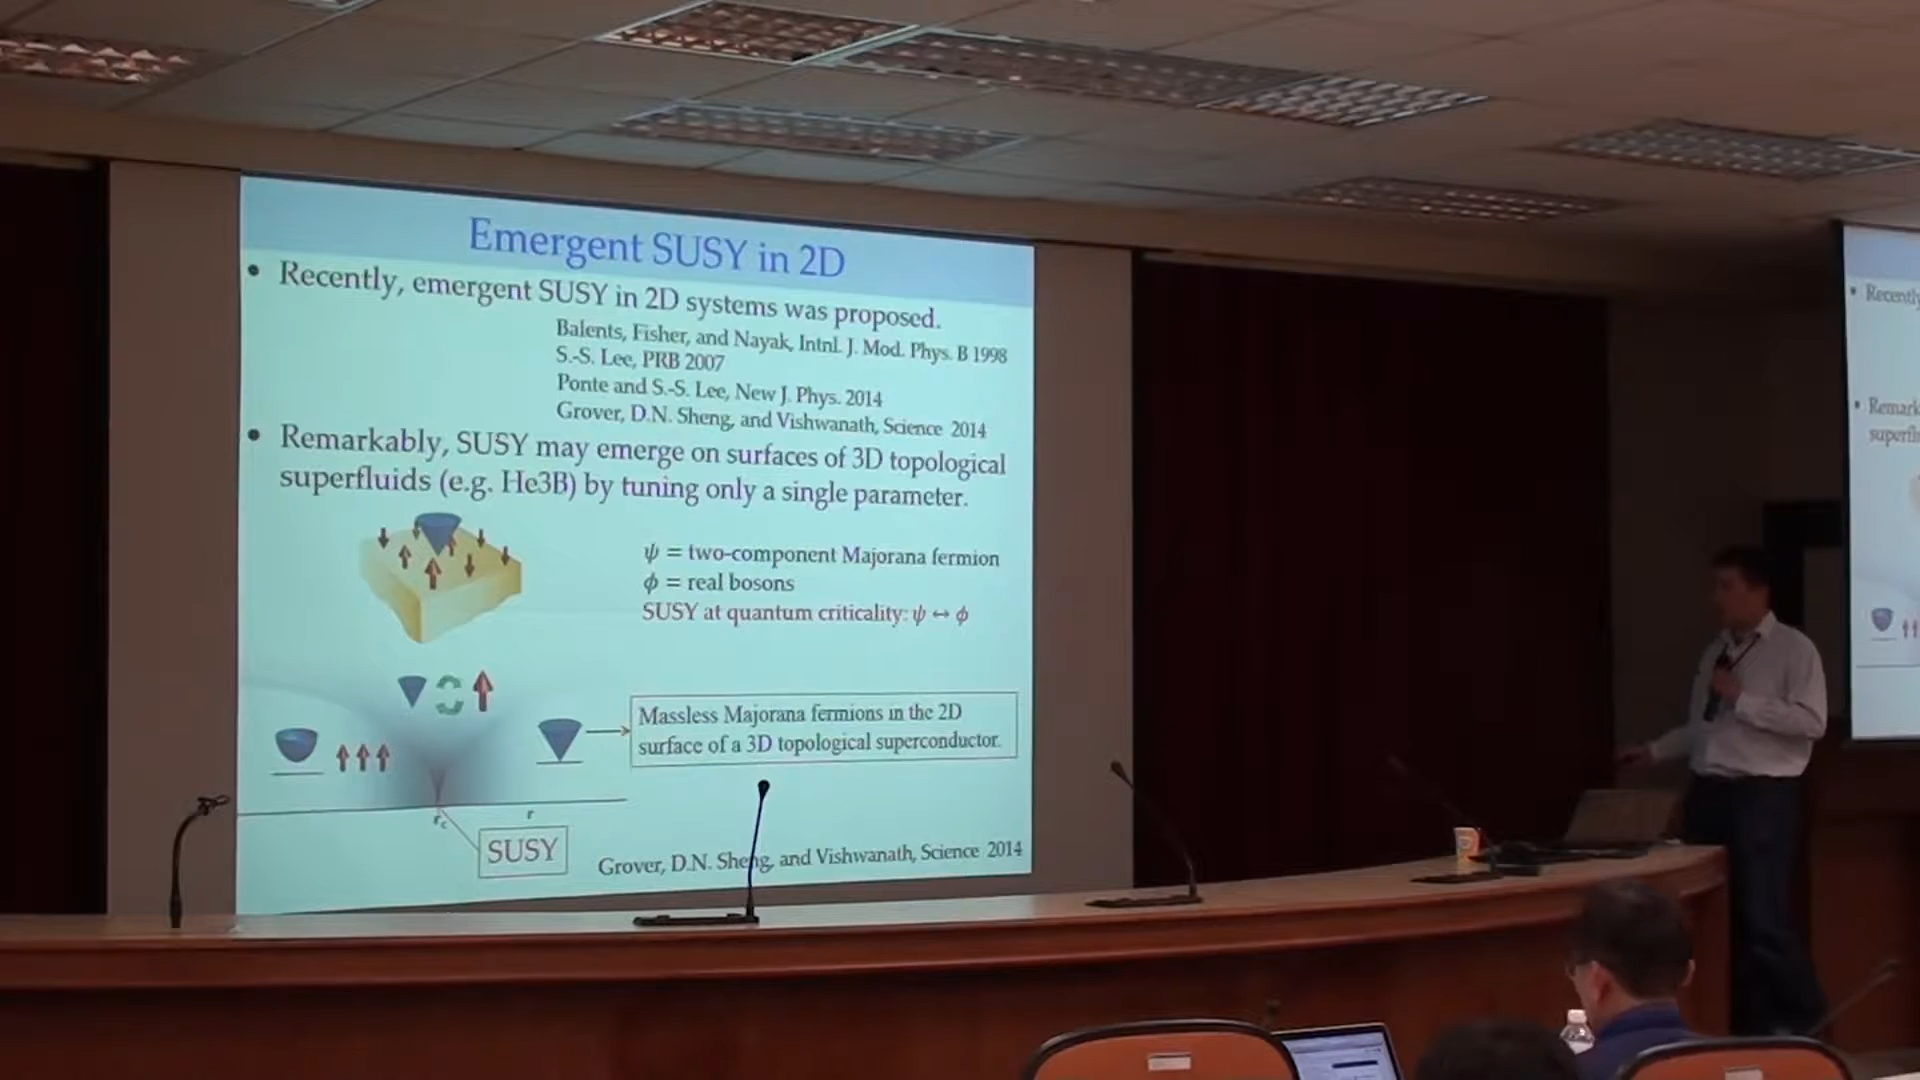 Emergent SUSY in 2D
• Recently, emergent SUSY in 2D systems was proposed.
Balents, Fisher, and Nayak, Intnl. J. Mod. Phys. B 1998
S.-S. Lee, PRB 2007
Ponte and S.-S. Lee, New J. Phys. 2014
Grover, D.N. Sheng, and Vishwanath, Science 2014
• Remarkably, SUSY may emerge on surfaces of 3D topological
superfluids (e.g. He3B) by tuning only a single parameter.
ψ = two-component Majorana fermion
ϕ = real bosons
SUSY at quantum criticality: ψ ↔ ϕ
Massless Majorana fermions in the 2D
surface of a 3D topological superconductor.
r_c
r
SUSY
Grover, D.N. Sheng, and Vishwanath, Science 2014
• Recently
• Remark
superfl